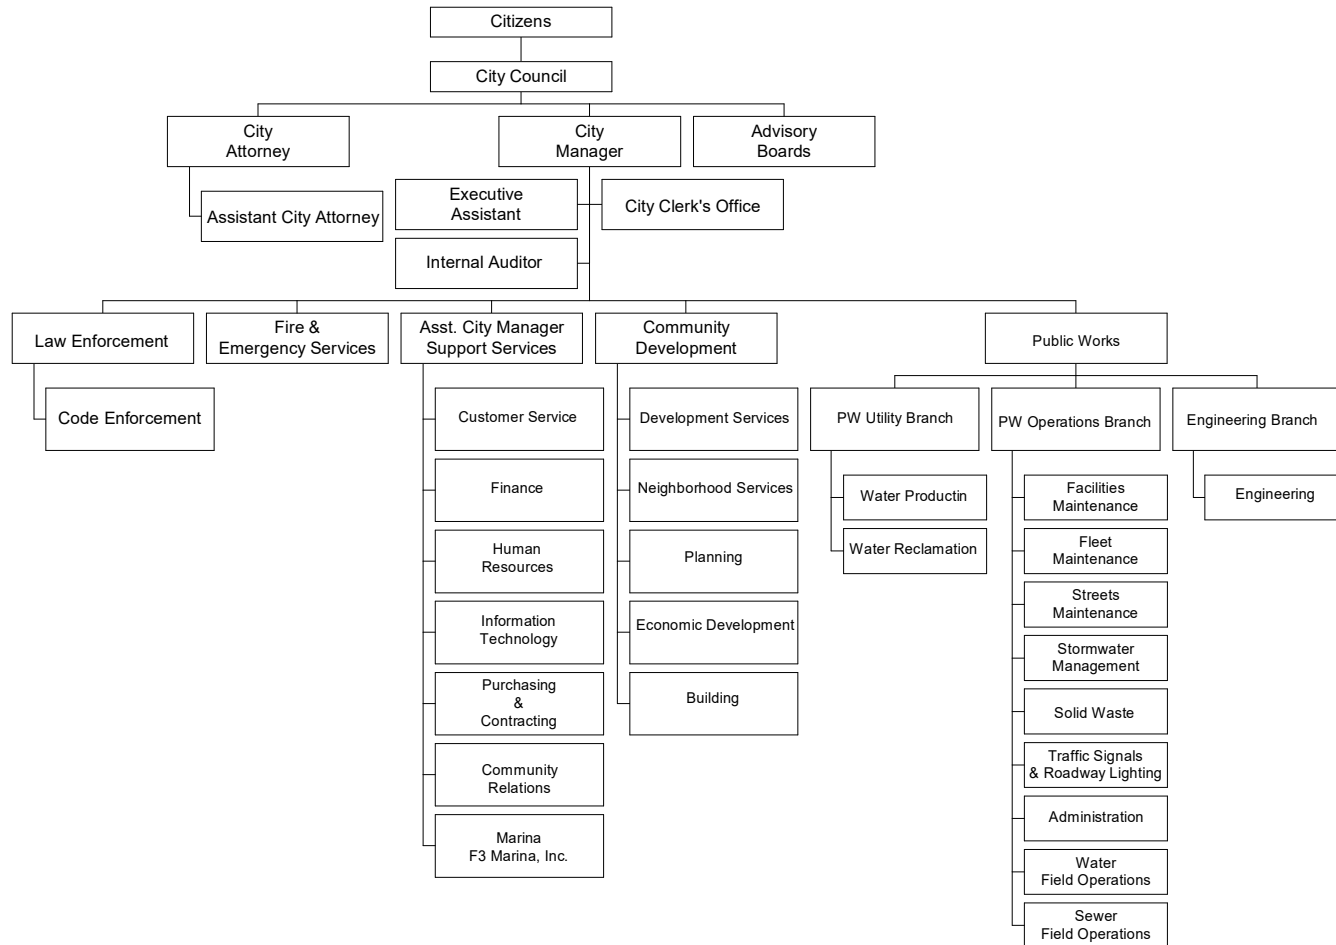 Citizens
City Council
City
Attorney
City
Manager
Advisory
Boards
Assistant City Attorney
Executive
Assistant
City Clerk's Office
Internal Auditor
Law Enforcement
Fire &
Emergency Services
Asst. City Manager
Support Services
Community
Development
Public Works
Code Enforcement
Customer Service
Finance
Human
Resources
Information
Technology
Purchasing
&
Contracting
Community
Relations
Marina
F3 Marina, Inc.
Development Services
Neighborhood Services
Planning
Economic Development
Building
PW Utility Branch
Water Productin
Water Reclamation
PW Operations Branch
Facilities
Maintenance
Fleet
Maintenance
Streets
Maintenance
Stormwater
Management
Solid Waste
Traffic Signals
& Roadway Lighting
Administration
Water
Field Operations
Sewer
Field Operations
Engineering Branch
Engineering